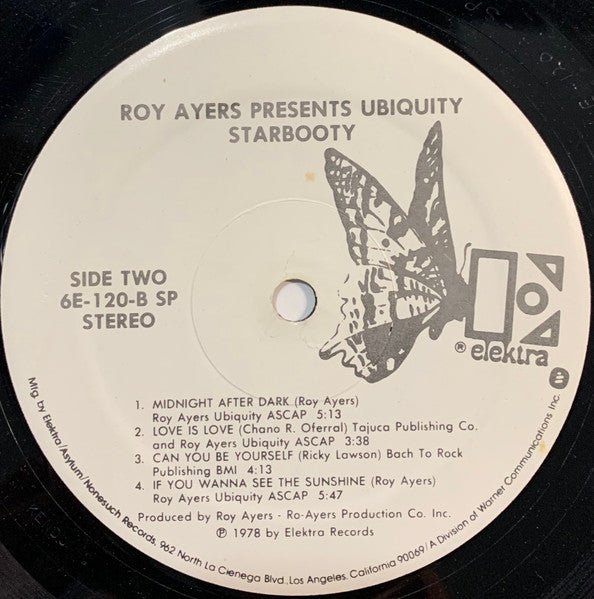 ROY AYERS PRESENTS UBIQUITY
STARBOOTY
SIDE TWO
6E-120-B SP
STEREO
® elektra
1. MIDNIGHT AFTER DARK (Roy Ayers)
Roy Ayers Ubiquity ASCAP 5:13
2. LOVE IS LOVE (Chano R. Oferral) Tajuca Publishing Co.
and Roy Ayers Ubiquity ASCAP 3:38
3. CAN YOU BE YOURSELF (Ricky Lawson) Bach To Rock
Publishing BMI 4:13
4. IF YOU WANNA SEE THE SUNSHINE (Roy Ayers)
Roy Ayers Ubiquity ASCAP 5:47
Produced by Roy Ayers - Ro-Ayers Production Co. Inc.
℗ 1978 by Elektra Records
Mfg. by Elektra/Asylum/Nonesuch Records, 962 North La Cienega Blvd., Los Angeles, California 90069/A Division of Warner Communications Inc.